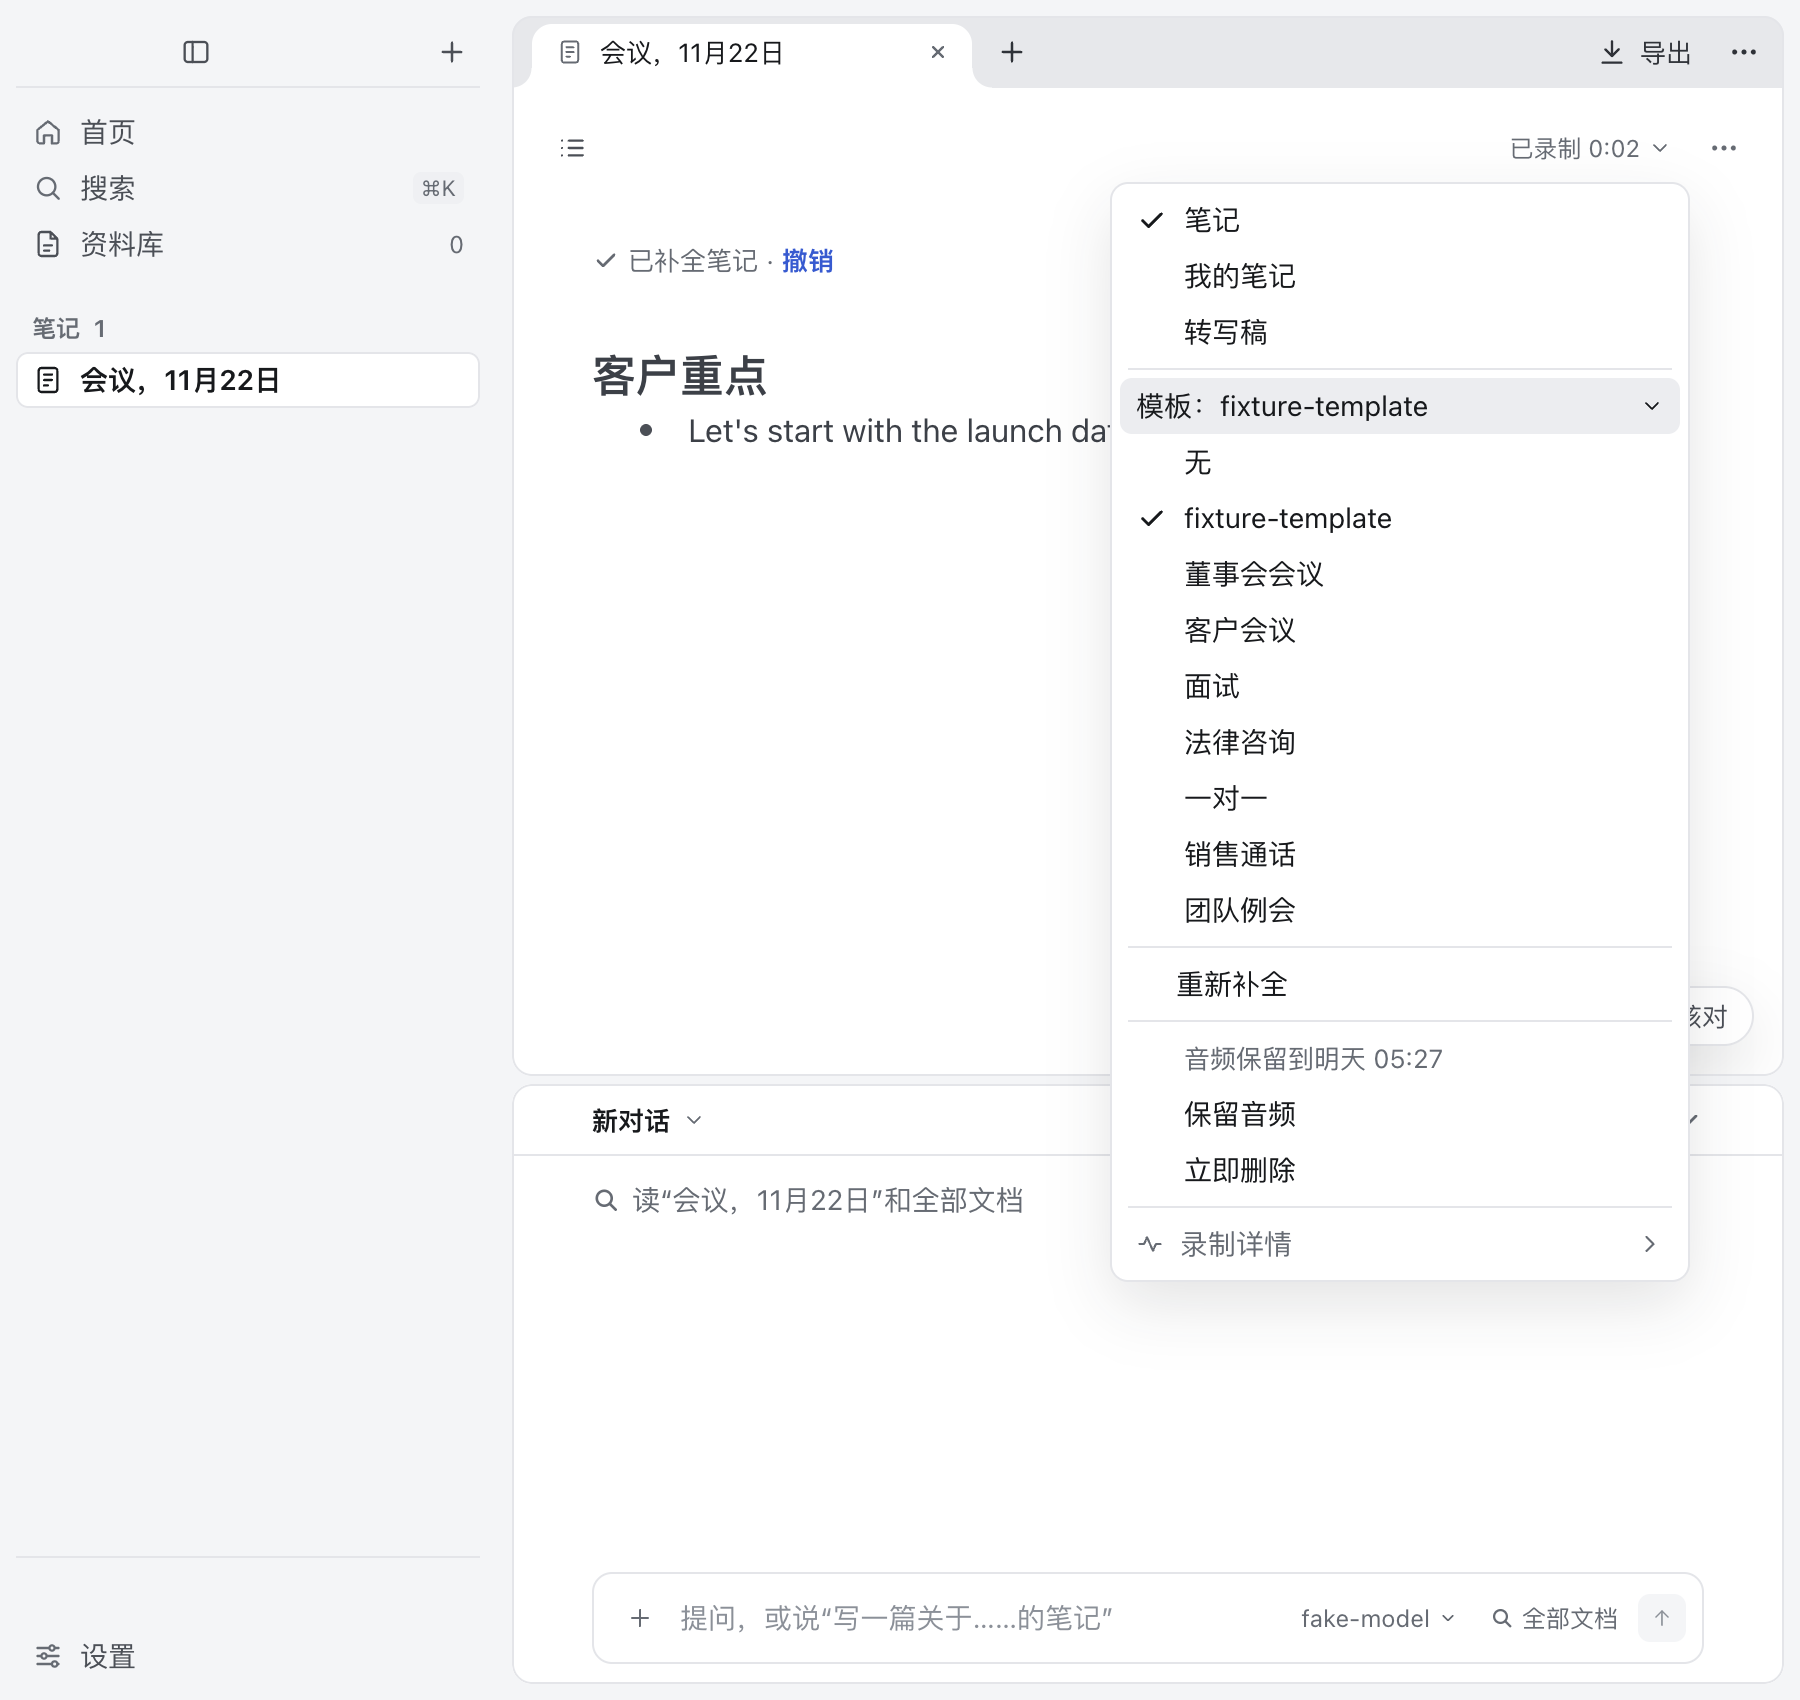 会议，11月22日
导出
首页
搜索 ⌘K
资料库 0
笔记 1
会议，11月22日
设置
已录制 0:02
已补全笔记 · 撤销
客户重点
Let's start with the launch
笔记
我的笔记
转写稿
模板：fixture-template
无
fixture-template
董事会会议
客户会议
面试
法律咨询
一对一
销售通话
团队例会
重新补全
音频保留到明天 05:27
保留音频
立即删除
录制详情
对
新对话
读“会议，11月22日”和全部文档
提问，或说“写一篇关于……的笔记”
fake-model
全部文档